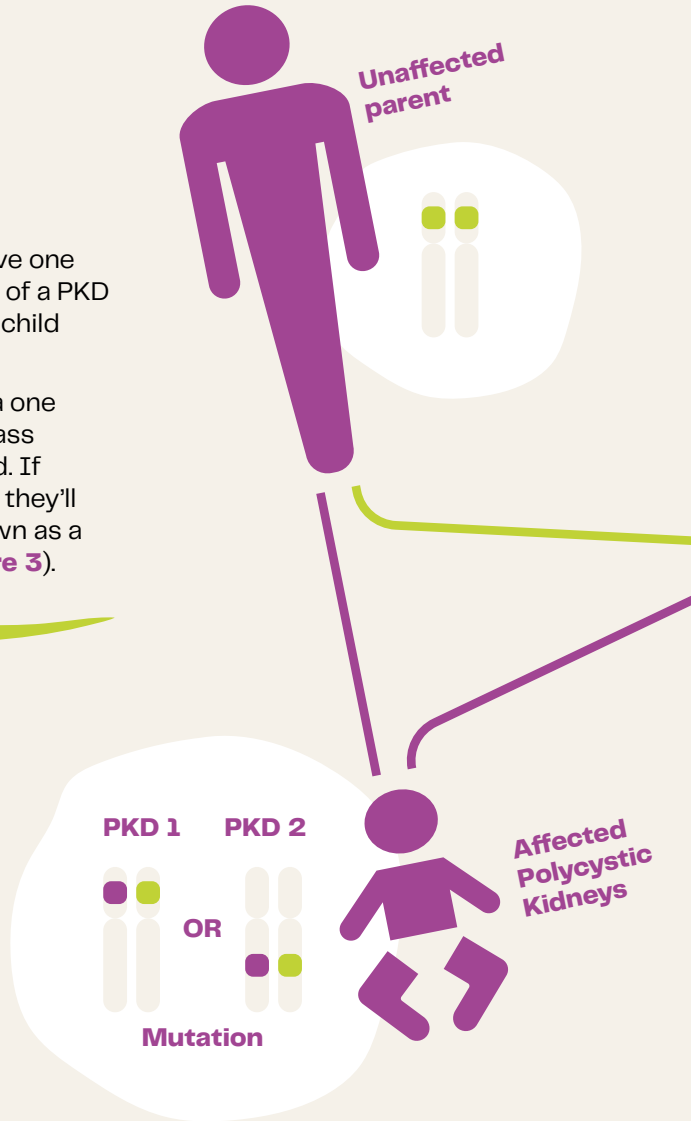 Unaffected
parent
ve one
of a PKD
child
one
ass
d. If
they’ll
wn as a
re 3).
PKD 1 PKD 2
OR
Mutation
Affected
Polycystic
Kidneys